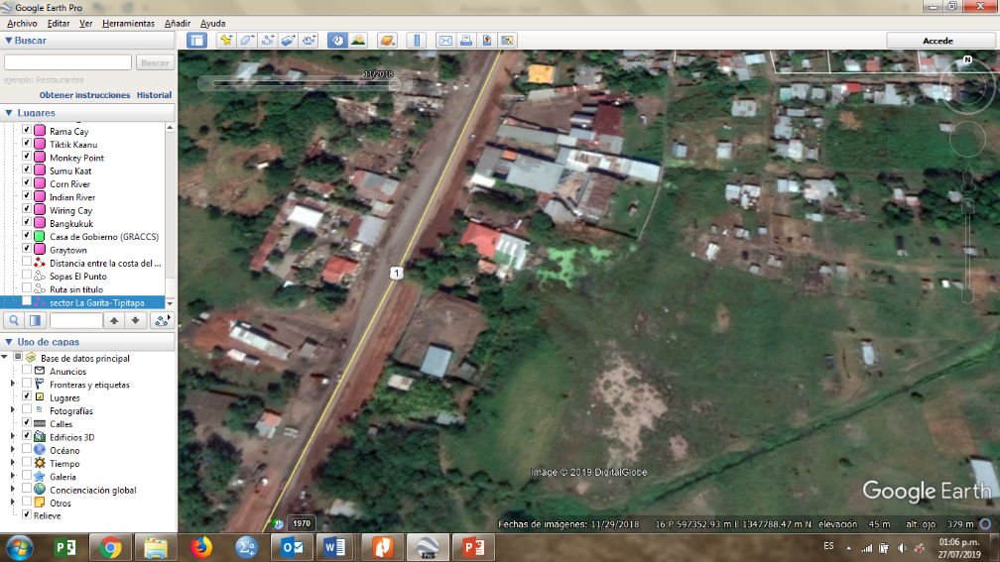 Google Earth Pro
Archivo Editar Ver Herramientas Añadir Ayuda
Buscar
Accede
Buscar
ejemplo: Restaurantes
Obtener instrucciones Historial
Lugares
Rama Cay
Tiktik Kaanu
Monkey Point
Sumu Kaat
Corn River
Indian River
Wiring Cay
Bangkukuk
Casa de Gobierno (GRACCS)
Graytown
Distancia entre la costa del ...
Sopas El Punto
Ruta sin título
sector La Garita-Tipitapa
Uso de capas
Base de datos principal
Anuncios
Fronteras y etiquetas
Lugares
Fotografías
Calles
Edificios 3D
Océano
Tiempo
Galería
Concienciación global
Otros
Relieve
11/2018
N
1
Image © 2019 DigitalGlobe
Google Earth
1970
Fechas de imágenes: 11/29/2018 16 P 597352.93 m E 1347788.47 m N elevación 45 m alt. ojo 379 m
ES
01:06 p.m.
27/07/2019